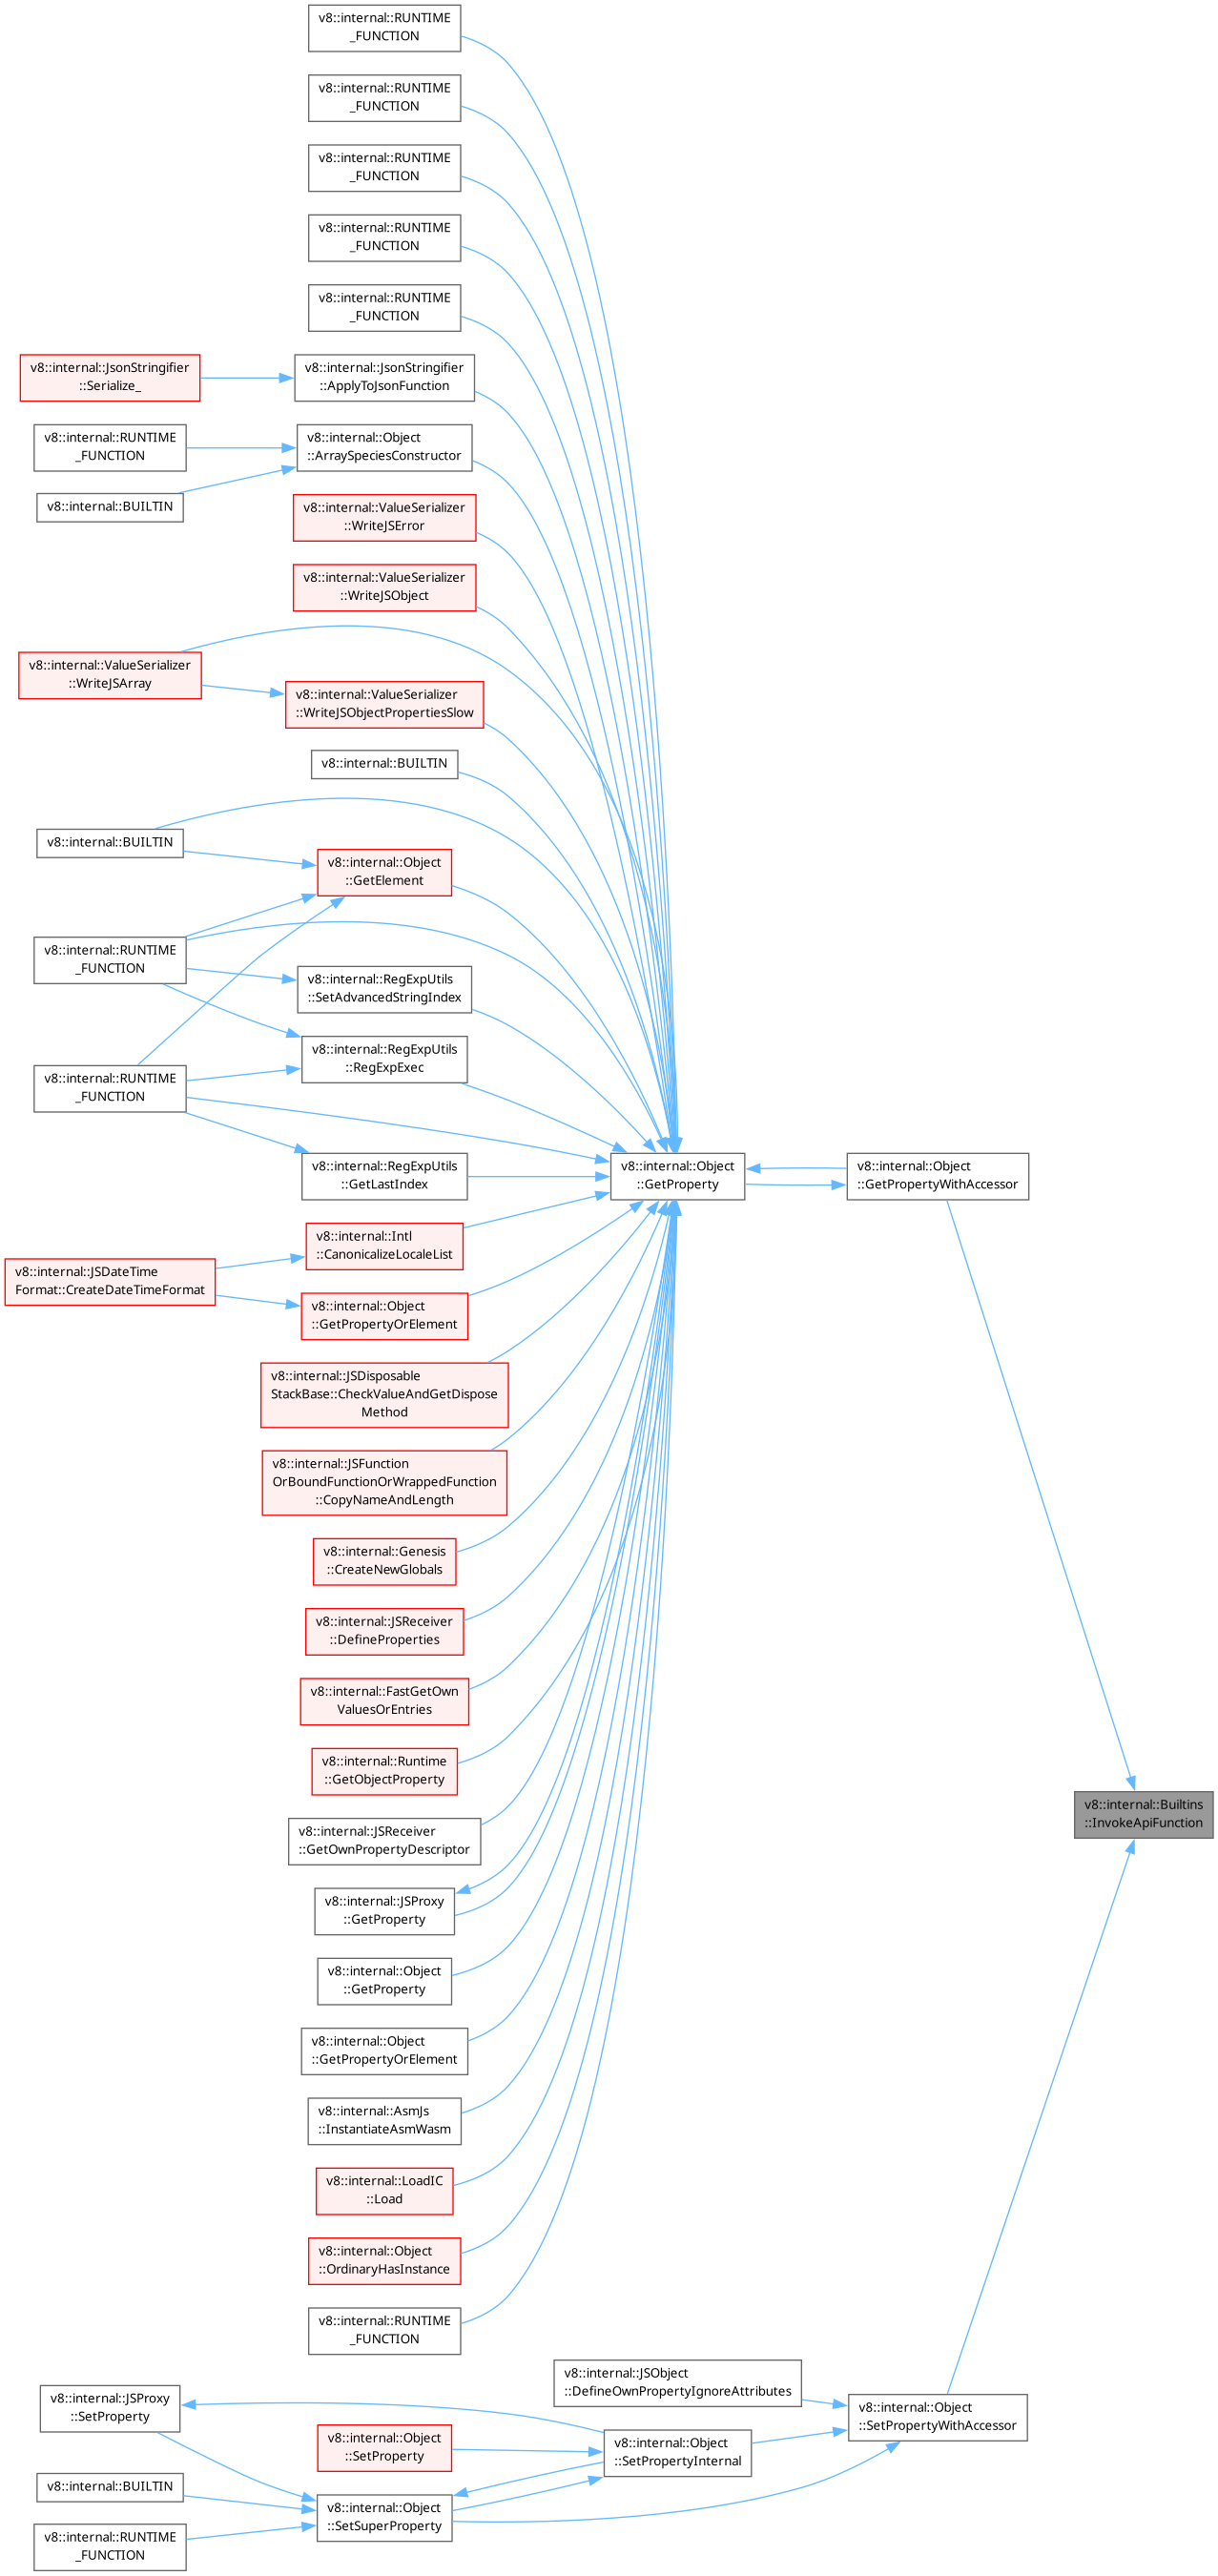 v8::internal::RUNTIME
_FUNCTION
v8::internal::RUNTIME
_FUNCTION
v8::internal::RUNTIME
_FUNCTION
v8::internal::RUNTIME
_FUNCTION
v8::internal::RUNTIME
_FUNCTION
v8::internal::JsonStringifier
::Serialize_
v8::internal::JsonStringifier
::ApplyToJsonFunction
v8::internal::RUNTIME
_FUNCTION
v8::internal::Object
::ArraySpeciesConstructor
v8::internal::BUILTIN
v8::internal::ValueSerializer
::WriteJSError
v8::internal::ValueSerializer
::WriteJSObject
v8::internal::ValueSerializer
::WriteJSArray
v8::internal::ValueSerializer
::WriteJSObjectPropertiesSlow
v8::internal::BUILTIN
v8::internal::BUILTIN
v8::internal::Object
::GetElement
v8::internal::RUNTIME
_FUNCTION
v8::internal::RegExpUtils
::SetAdvancedStringIndex
v8::internal::RegExpUtils
::RegExpExec
v8::internal::RUNTIME
_FUNCTION
v8::internal::RegExpUtils
::GetLastIndex
v8::internal::Object
::GetProperty
v8::internal::Object
::GetPropertyWithAccessor
v8::internal::Intl
::CanonicalizeLocaleList
v8::internal::JSDateTime
Format::CreateDateTimeFormat
v8::internal::Object
::GetPropertyOrElement
v8::internal::JSDisposable
StackBase::CheckValueAndGetDispose
Method
v8::internal::JSFunction
OrBoundFunctionOrWrappedFunction
::CopyNameAndLength
v8::internal::Genesis
::CreateNewGlobals
v8::internal::JSReceiver
::DefineProperties
v8::internal::FastGetOwn
ValuesOrEntries
v8::internal::Runtime
::GetObjectProperty
v8::internal::Builtins
::InvokeApiFunction
v8::internal::JSReceiver
::GetOwnPropertyDescriptor
v8::internal::JSProxy
::GetProperty
v8::internal::Object
::GetProperty
v8::internal::Object
::GetPropertyOrElement
v8::internal::AsmJs
::InstantiateAsmWasm
v8::internal::LoadIC
::Load
v8::internal::Object
::OrdinaryHasInstance
v8::internal::RUNTIME
_FUNCTION
v8::internal::JSObject
::DefineOwnPropertyIgnoreAttributes
v8::internal::JSProxy
::SetProperty
v8::internal::Object
::SetPropertyWithAccessor
v8::internal::Object
::SetProperty
v8::internal::Object
::SetPropertyInternal
v8::internal::BUILTIN
v8::internal::Object
::SetSuperProperty
v8::internal::RUNTIME
_FUNCTION